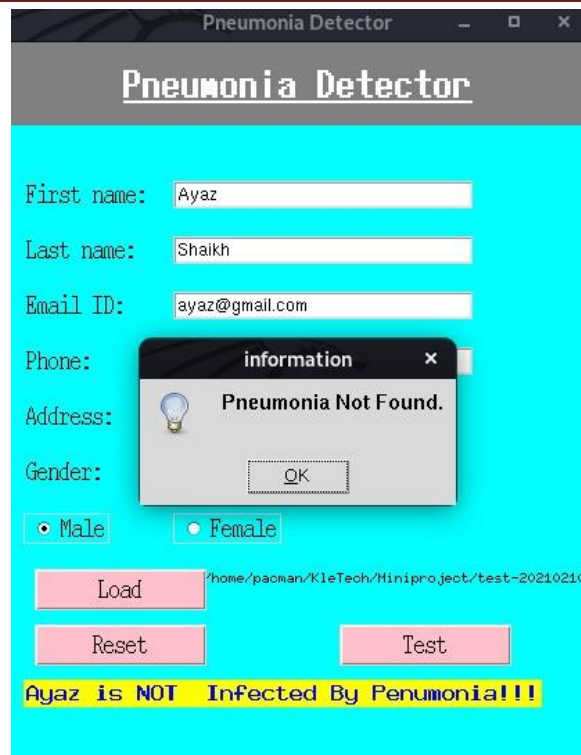 Pneumonia Detector
Pneumonia Detector
First name: Ayaz
Last name: Shaikh
Email ID: ayaz@gmail.com
Phone:
information
Pneumonia Not Found.
Address:
Gender:
OK
Male Female
Load /home/pacman/KleTech/Miniproject/test-2021021
Reset Test
Ayaz is NOT Infected By Penumonia!!!